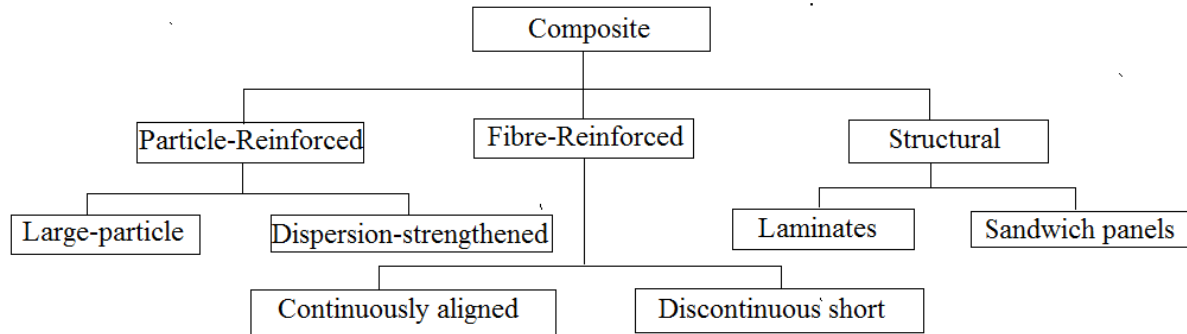 Composite
Particle-Reinforced
Fibre-Reinforced
Structural
Large-particle
Dispersion-strengthened
Laminates
Sandwich panels
Continuously aligned
Discontinuous short